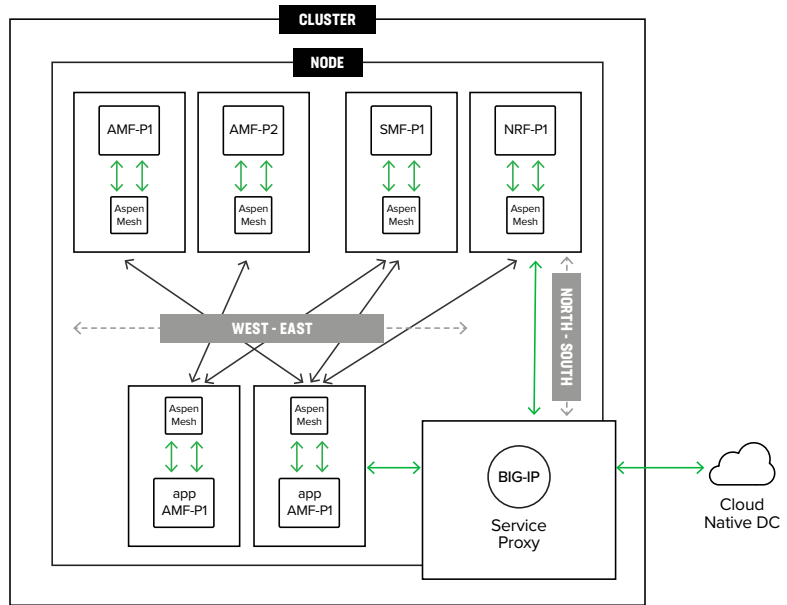 CLUSTER
NODE
AMF-P1
AMF-P2
SMF-P1
NRF-P1
Aspen
Mesh
Aspen
Mesh
Aspen
Mesh
Aspen
Mesh
WEST - EAST
NORTH - SOUTH
Aspen
Mesh
Aspen
Mesh
app
AMF-P1
app
AMF-P1
BIG-IP
Service
Proxy
Cloud
Native DC